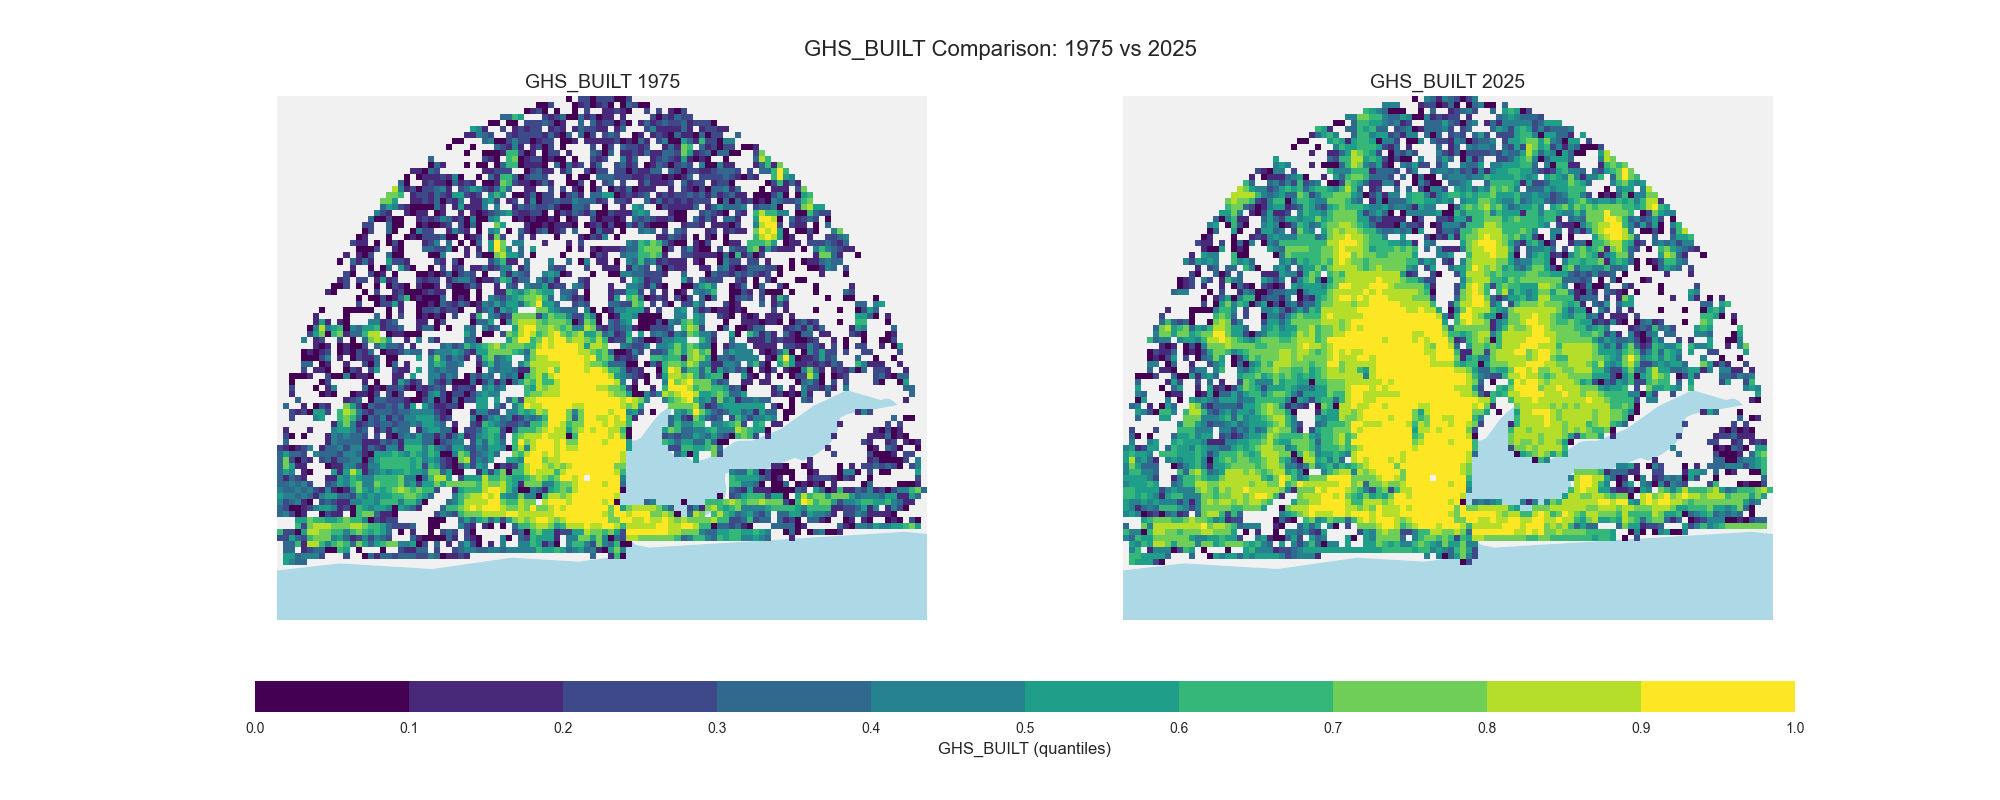 GHS_BUILT Comparison: 1975 vs 2025
GHS_BUILT 1975
GHS_BUILT 2025
0.0 0.1 0.2 0.3 0.4 0.5 0.6 0.7 0.8 0.9 1.0
GHS_BUILT (quantiles)